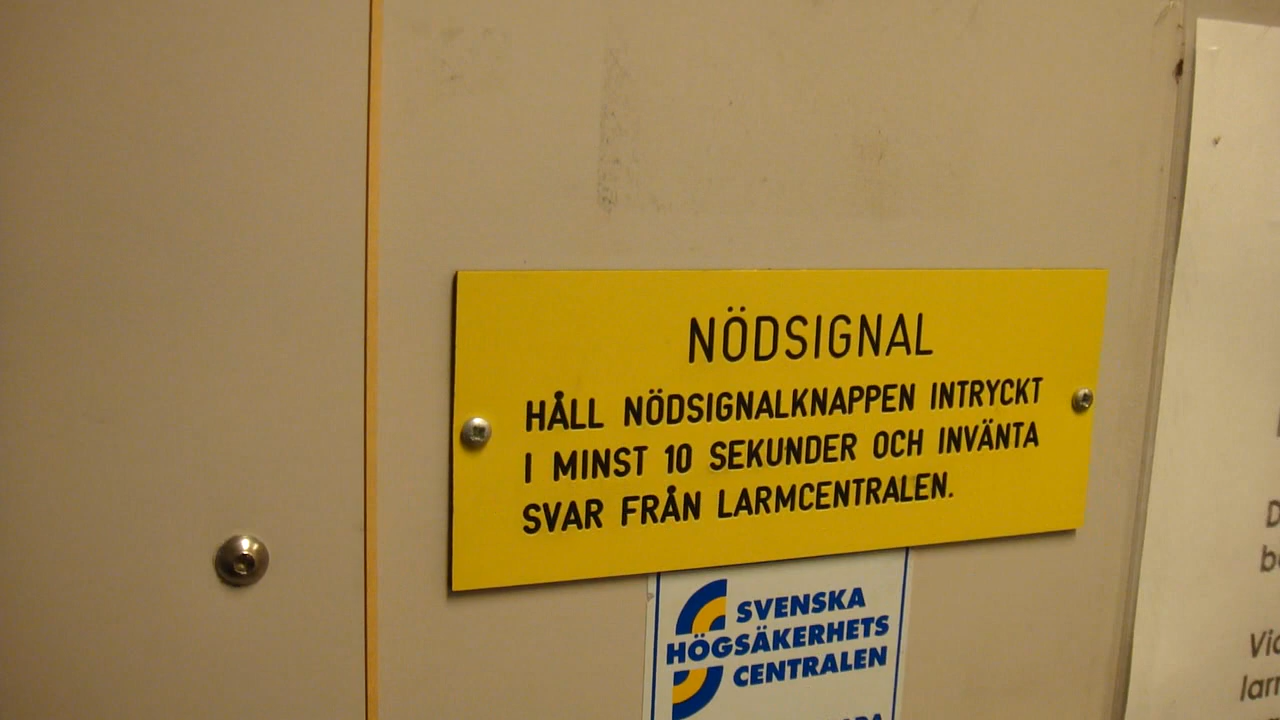 NÖDSIGNAL
HÅLL NÖDSIGNALKNAPPEN INTRYCKT
I MINST 10 SEKUNDER OCH INVÄNTA
SVAR FRÅN LARMCENTRALEN.
SVENSKA
HÖGSÄKERHETS
CENTRALEN